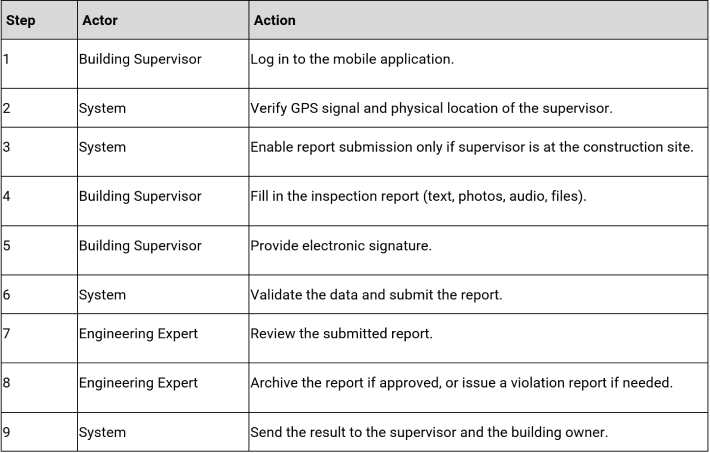 Step Actor Action
1 Building Supervisor Log in to the mobile application.
2 System Verify GPS signal and physical location of the supervisor.
3 System Enable report submission only if supervisor is at the construction site.
4 Building Supervisor Fill in the inspection report (text, photos, audio, files).
5 Building Supervisor Provide electronic signature.
6 System Validate the data and submit the report.
7 Engineering Expert Review the submitted report.
8 Engineering Expert Archive the report if approved, or issue a violation report if needed.
9 System Send the result to the supervisor and the building owner.